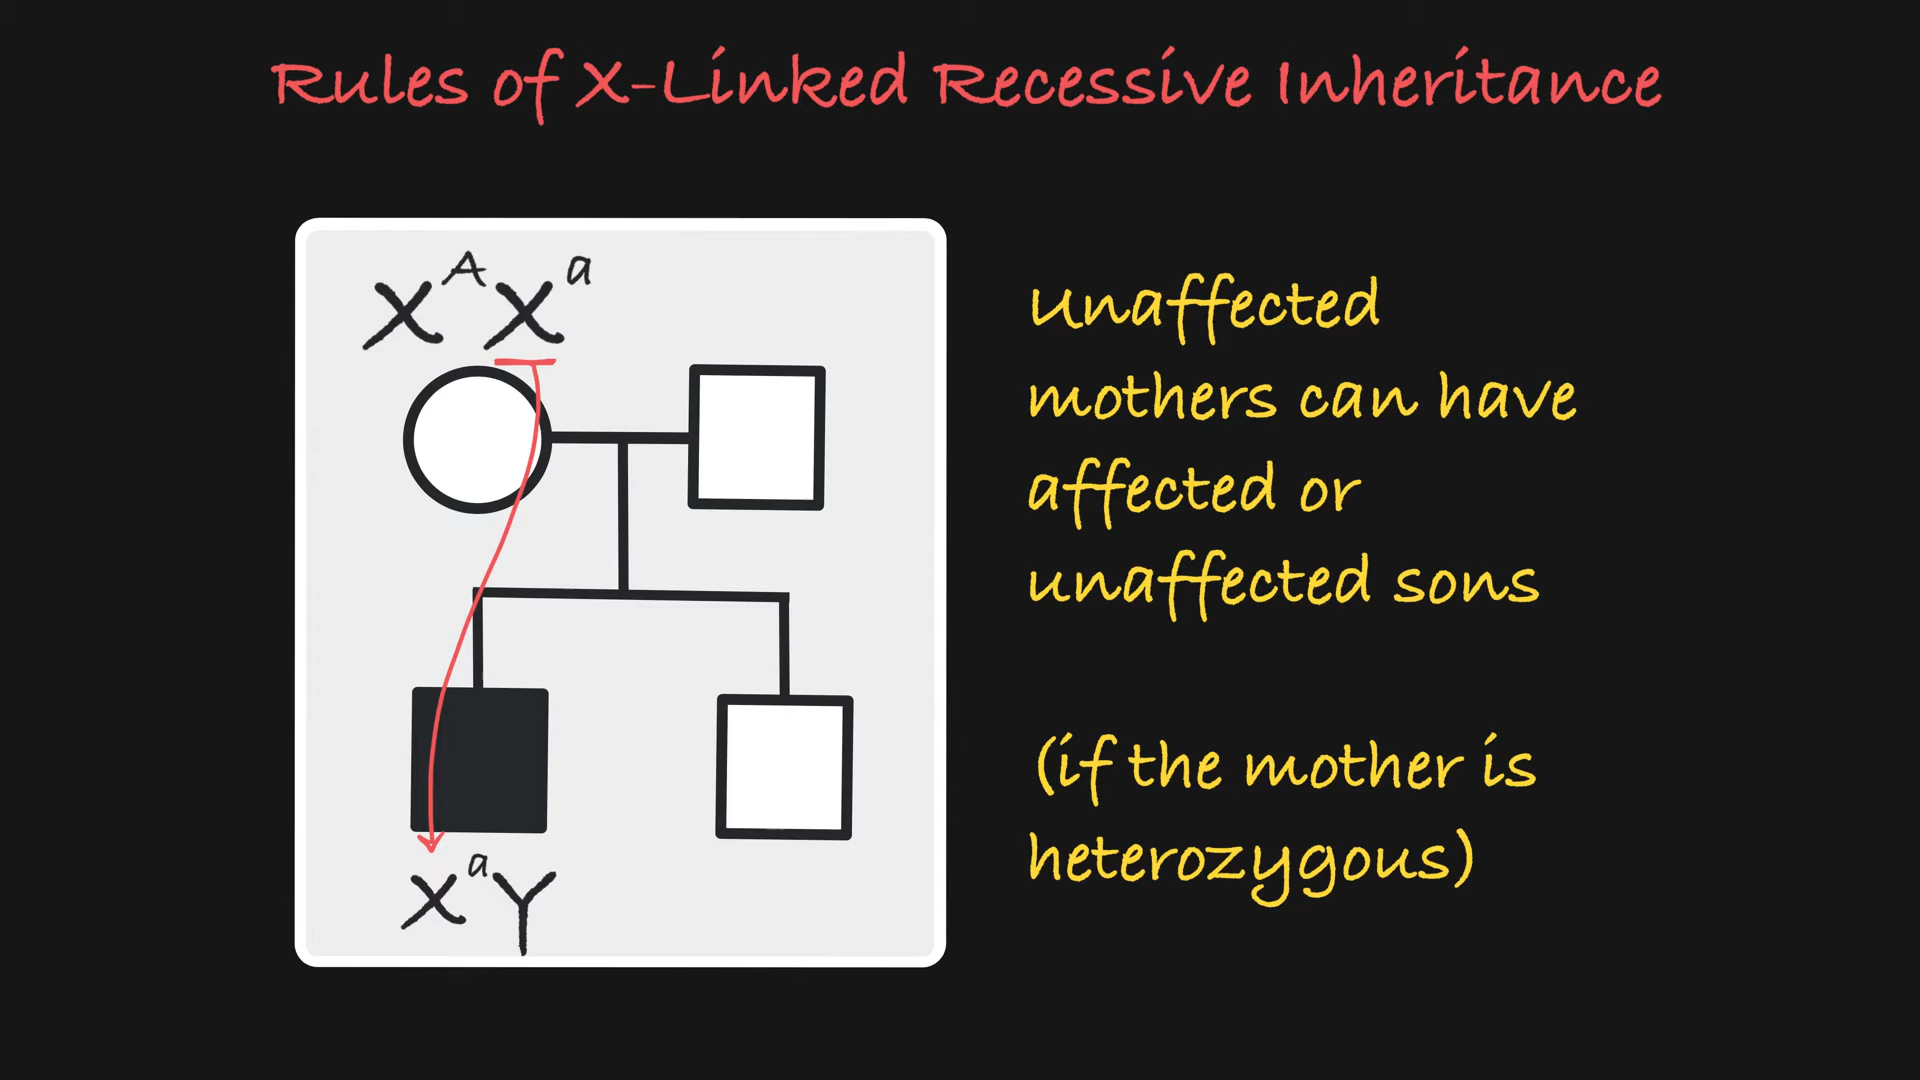 Rules of X-Linked Recessive Inheritance
X^A X^a
Unaffected
mothers can have
affected or
unaffected sons
(if the mother is
heterozygous)
X^a Y